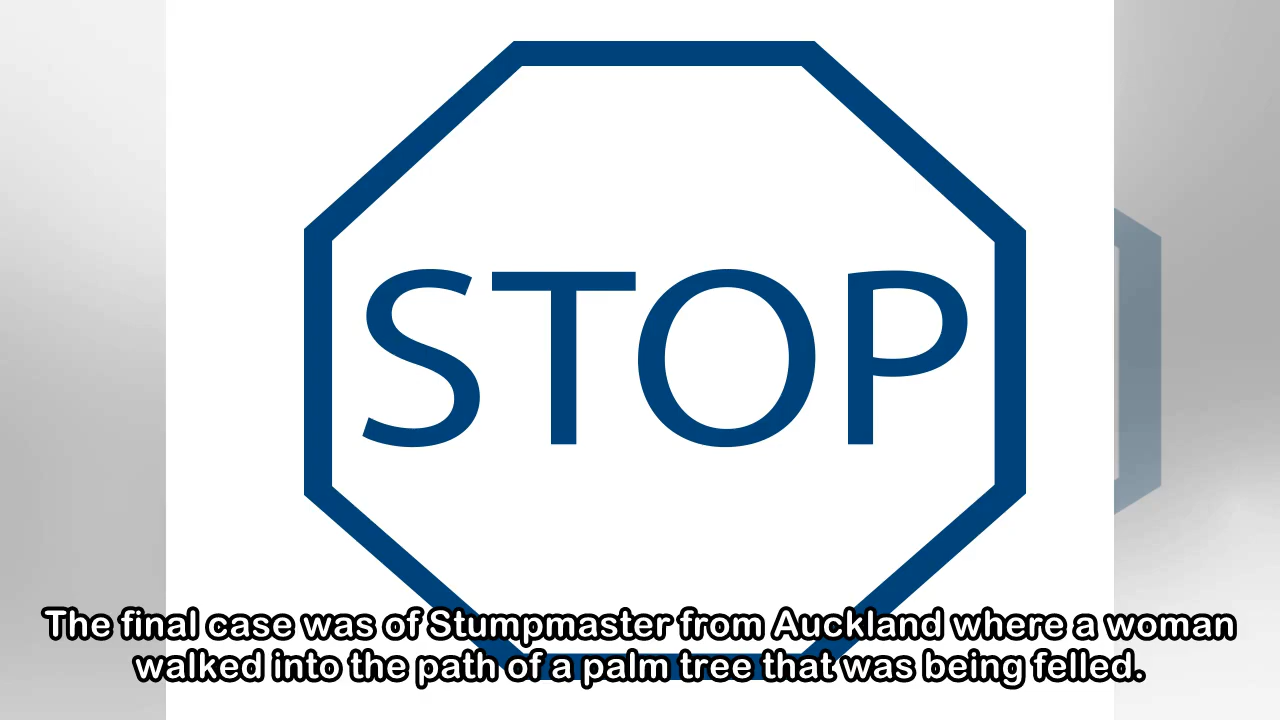 STOP
The final case was of Stumpmaster from Auckland where a woman
walked into the path of a palm tree that was being felled.